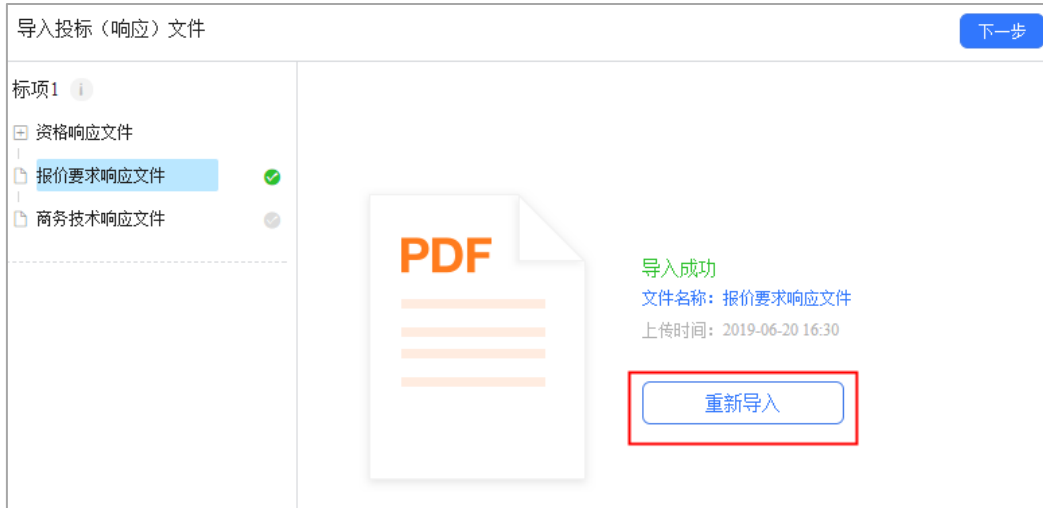 导入投标（响应）文件
下一步
标项1
资格响应文件
报价要求响应文件
商务技术响应文件
PDF
导入成功
文件名称：报价要求响应文件
上传时间：2019-06-20 16:30
重新导入